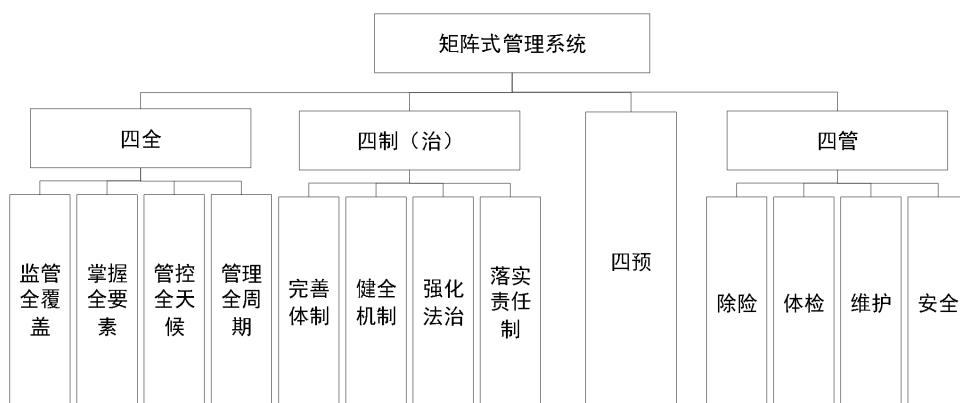 矩阵式管理系统
四全
四制（治）
四预
四管
监管
全覆
盖
掌握
全要
素
管控
全天
候
管理
全周
期
完善
体制
健全
机制
强化
法治
落实
责任
制
除险
体检
维护
安全